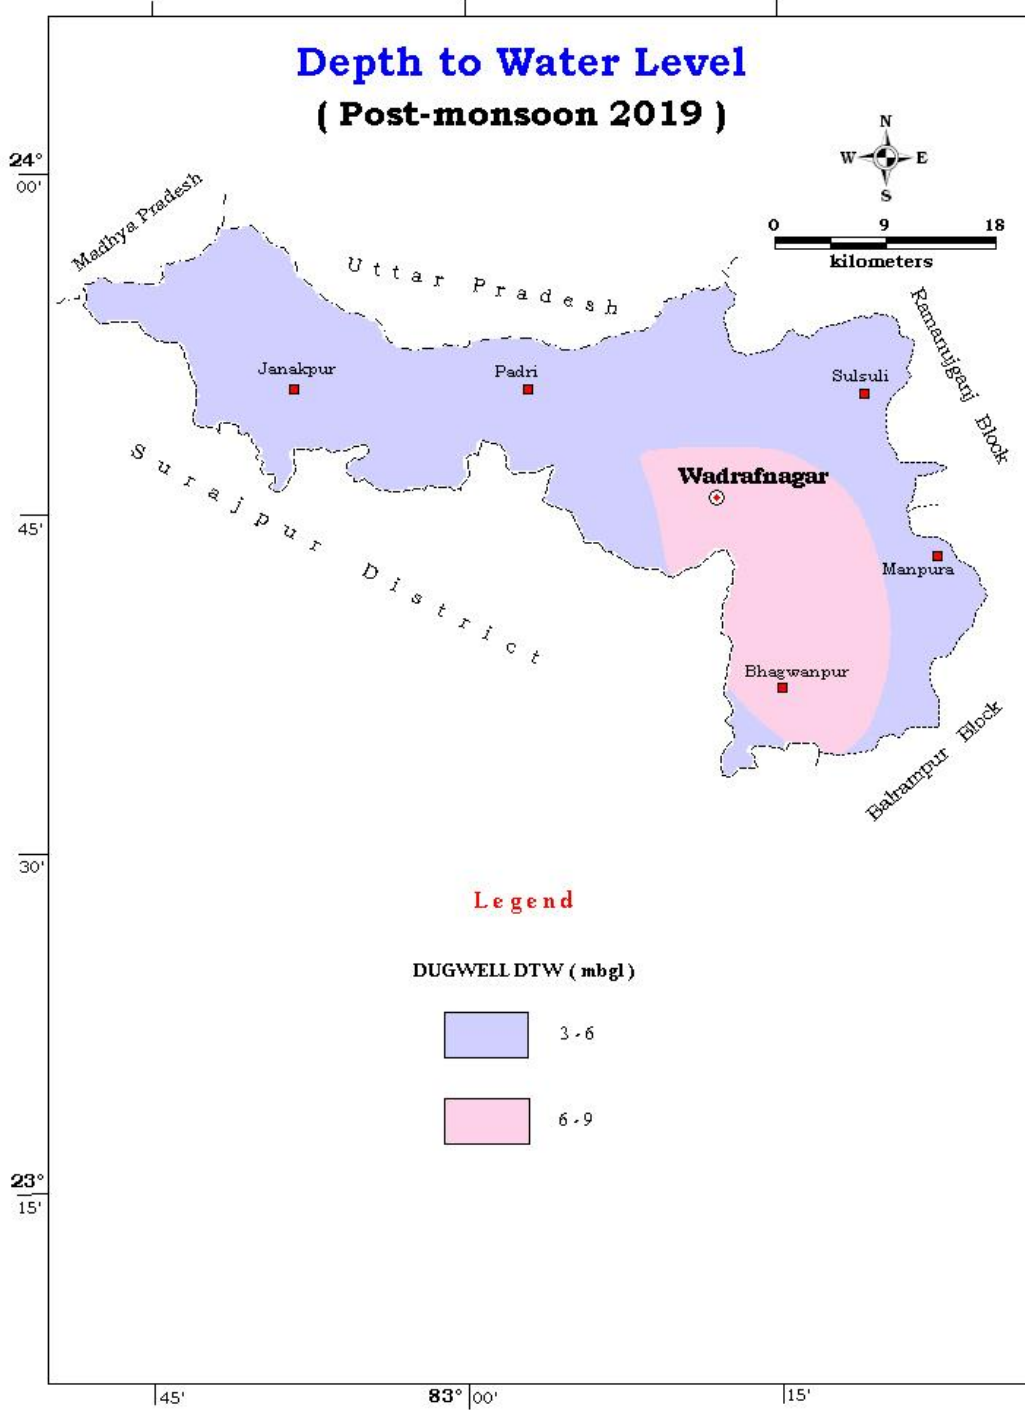 Depth to Water Level
( Post-monsoon 2019 )
N
W E
S
24°
00'
0 9 18
kilometers
Madhya Pradesh
Uttar Pradesh
Ramanujganj Block
Janakpur
Padri
Sulsuli
Wadrafnagar
Surajpur District
45'
Manpura
Bhagwanpur
Balrampur Block
30'
Legend
DUGWELL DTW ( mbgl )
3 - 6
6 - 9
23°
15'
45' 83° 00' 15'